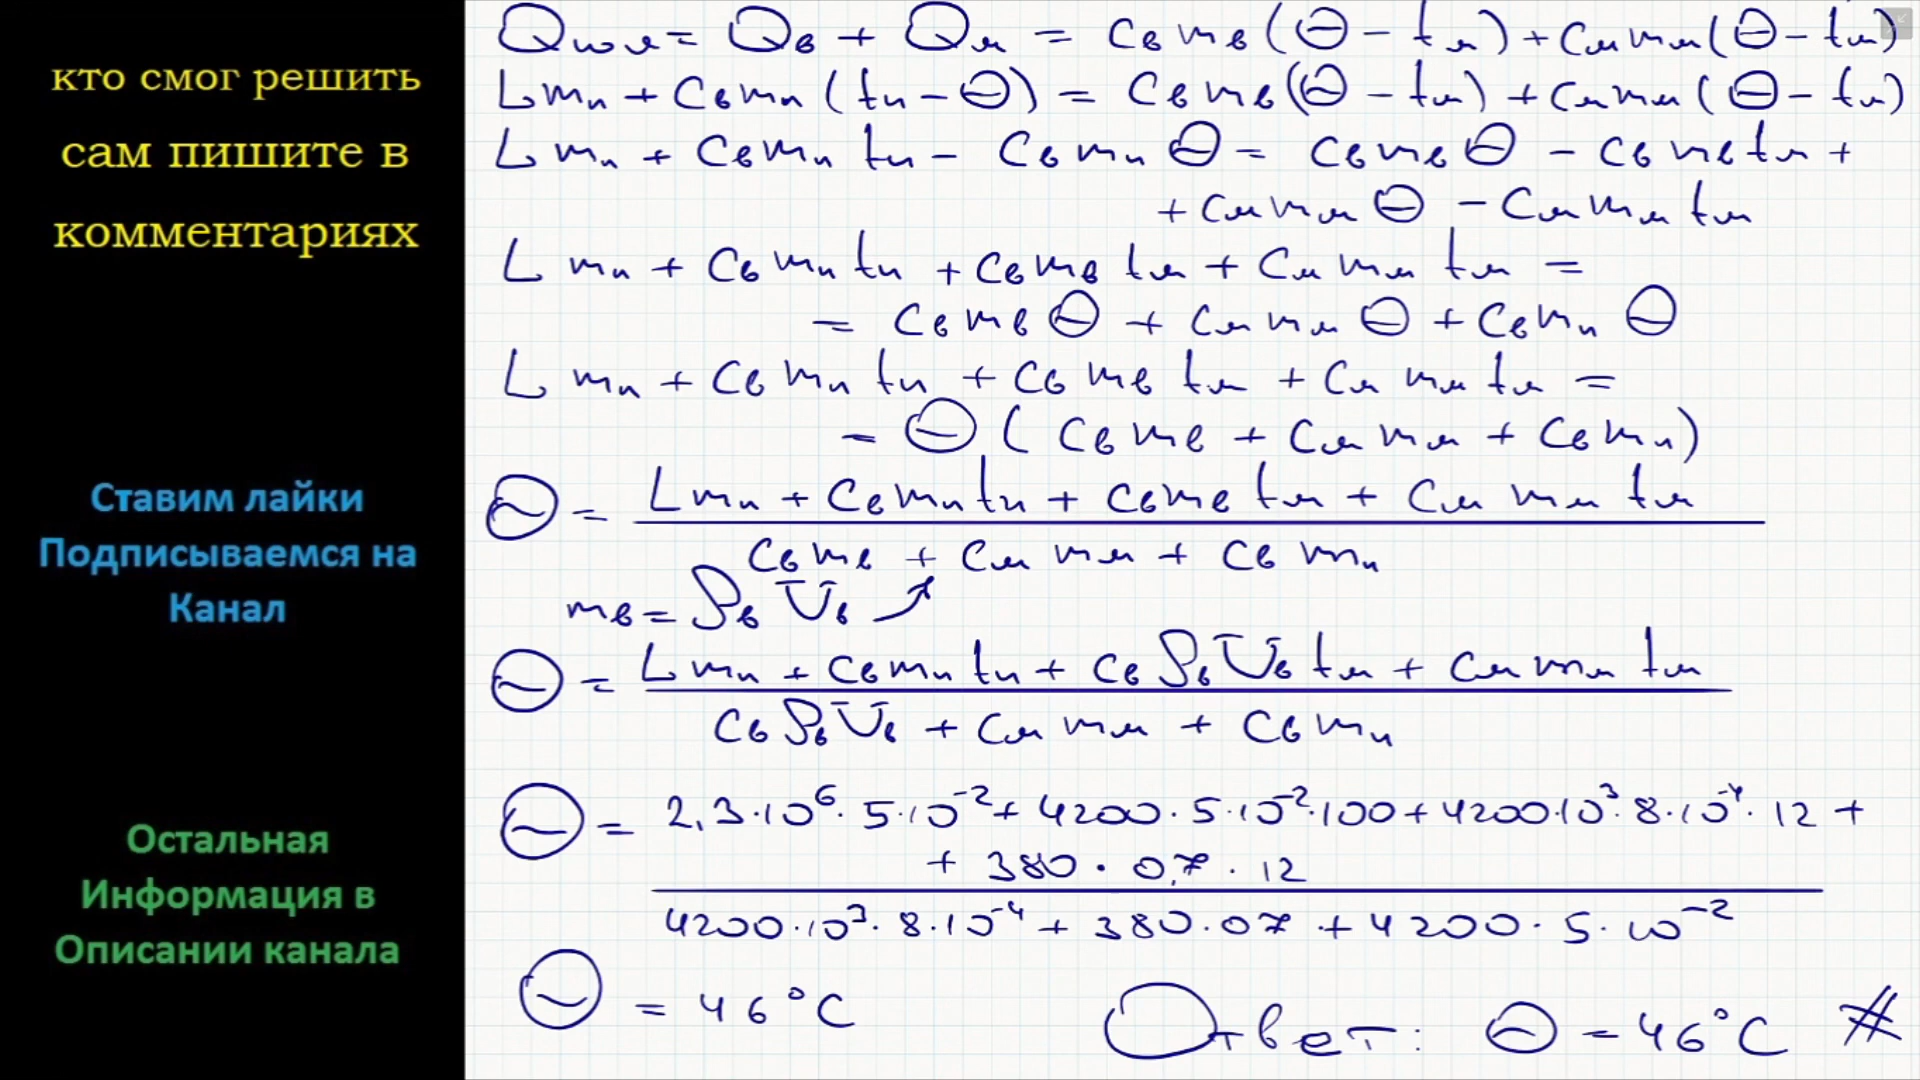 кто смог решить
сам пишите в
комментариях
Ставим лайки
Подписываемся на
Канал
Остальная
Информация в
Описании канала
Qпол = Qв + Qм = cвmв(Θ - tм) + cмmм(Θ - tм)
Lmп + cвmп(tп - Θ) = cвmв(Θ - tм) + cмmм(Θ - tм)
Lmп + cвmп tп - cвmп Θ = cвmвΘ - cвmвtм +
+ cмmмΘ - cмmмtм
Lmп + cвmпtп + cвmвtм + cмmмtм =
= cвmвΘ + cмmмΘ + cвmпΘ
Lmп + cвmпtп + cвmвtм + cмmмtм =
= Θ(cвmв + cмmм + cвmп)
Θ = Lmп + cвmпtп + cвmвtм + cмmмtм
cвmв + cмmм + cвmп
mв = ρвVв
Θ = Lmп + cвmпtп + cвρвVвtм + cмmмtм
cвρвVв + cмmм + cвmп
Θ = 2,3·10⁶·5·10⁻² + 4200·5·10⁻²·100 + 4200·10³·8·10⁻⁴·12 +
+ 380·0,7·12
4200·10³·8·10⁻⁴ + 380·07 + 4200·5·10⁻²
Θ = 46°C
Ответ: Θ = 46°C #